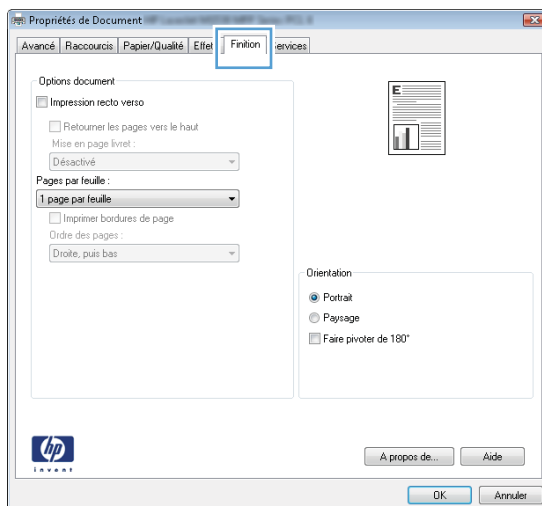 Propriétés de Document
Avancé Raccourcis Papier/Qualité Effet Finition ervices
Options document
Impression recto verso
Retourner les pages vers le haut
Mise en page livret :
Désactivé
Pages par feuille :
1 page par feuille
Imprimer bordures de page
Ordre des pages :
Droite, puis bas
E
Orientation
Portrait
Paysage
Faire pivoter de 180°
hp
invent
A propos de... Aide
OK Annuler